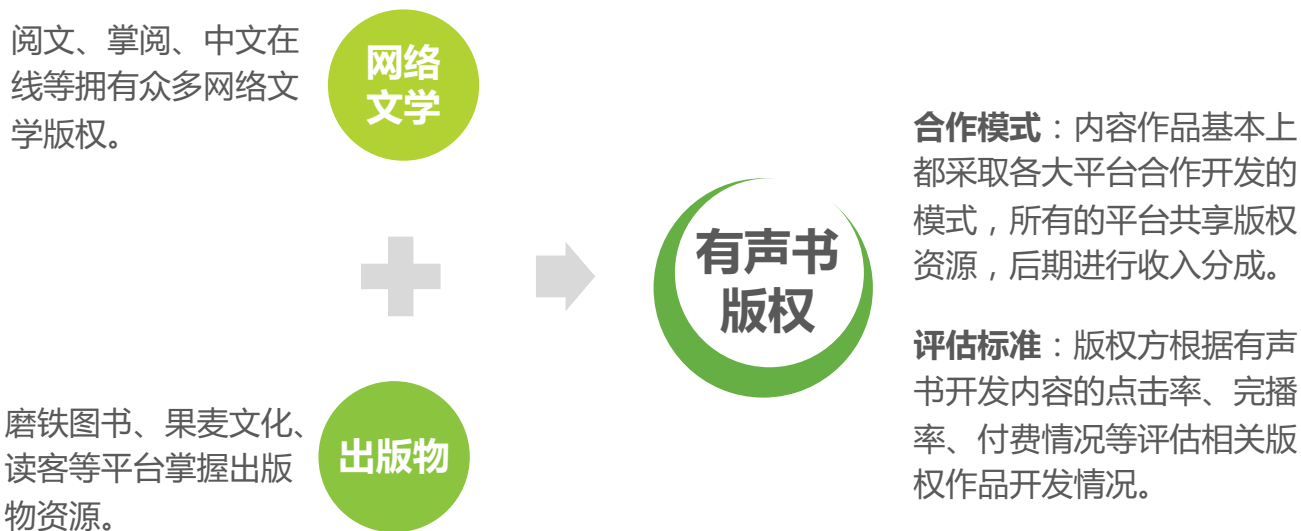 阅文、掌阅、中文在
线等拥有众多网络文
学版权。
网络
文学
磨铁图书、果麦文化、
读客等平台掌握出版
物资源。
出版物
有声书
版权
合作模式：内容作品基本上
都采取各大平台合作开发的
模式，所有的平台共享版权
资源，后期进行收入分成。
评估标准：版权方根据有声
书开发内容的点击率、完播
率、付费情况等评估相关版
权作品开发情况。